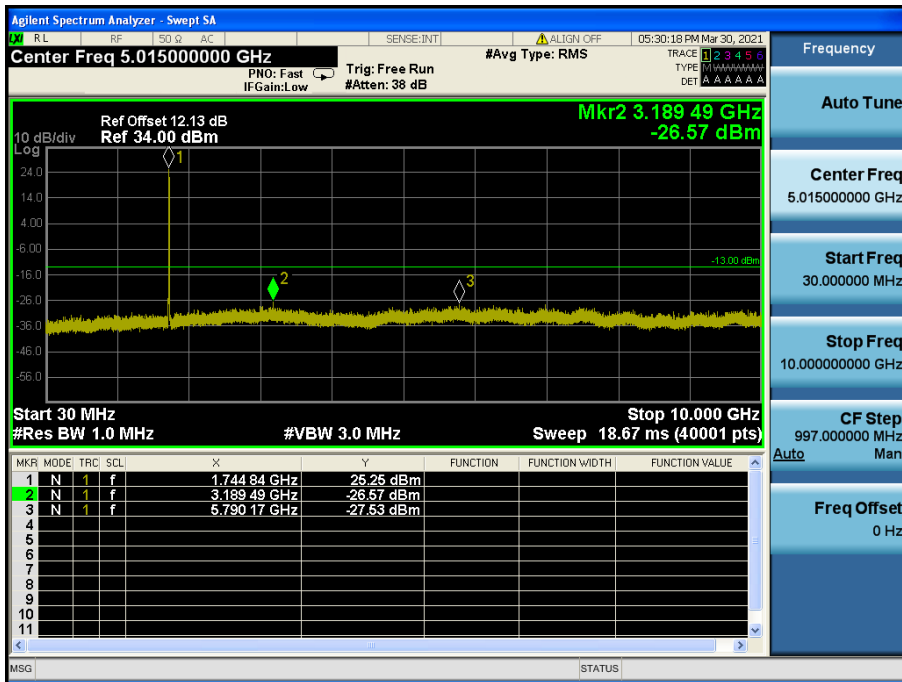 Agilent Spectrum Analyzer - Swept SA
LXI RL RF 50 Ω AC SENSE:INT ALIGN OFF 05:30:18 PM Mar 30, 2021
Center Freq 5.015000000 GHz #Avg Type: RMS TRACE 1 2 3 4 5 6
PNO: Fast Trig: Free Run TYPE M WWWWW
IFGain:Low #Atten: 38 dB DET A A A A A A
Ref Offset 12.13 dB Mkr2 3.189 49 GHz
10 dB/div Ref 34.00 dBm -26.57 dBm
Log
1
24.0
14.0
4.00
-6.00
-13.00 dBm
-16.0
2 3
-26.0
-36.0
-46.0
-56.0
Start 30 MHz Stop 10.000 GHz
#Res BW 1.0 MHz #VBW 3.0 MHz Sweep 18.67 ms (40001 pts)
MKR MODE TRC SCL X Y FUNCTION FUNCTION WIDTH FUNCTION VALUE
1 N 1 f 1.744 84 GHz 25.25 dBm
2 N 1 f 3.189 49 GHz -26.57 dBm
3 N 1 f 5.790 17 GHz -27.53 dBm
4
5
6
7
8
9
10
11
MSG STATUS
Frequency
Auto Tune
Center Freq
5.015000000 GHz
Start Freq
30.000000 MHz
Stop Freq
10.000000000 GHz
CF Step
997.000000 MHz
Auto Man
Freq Offset
0 Hz